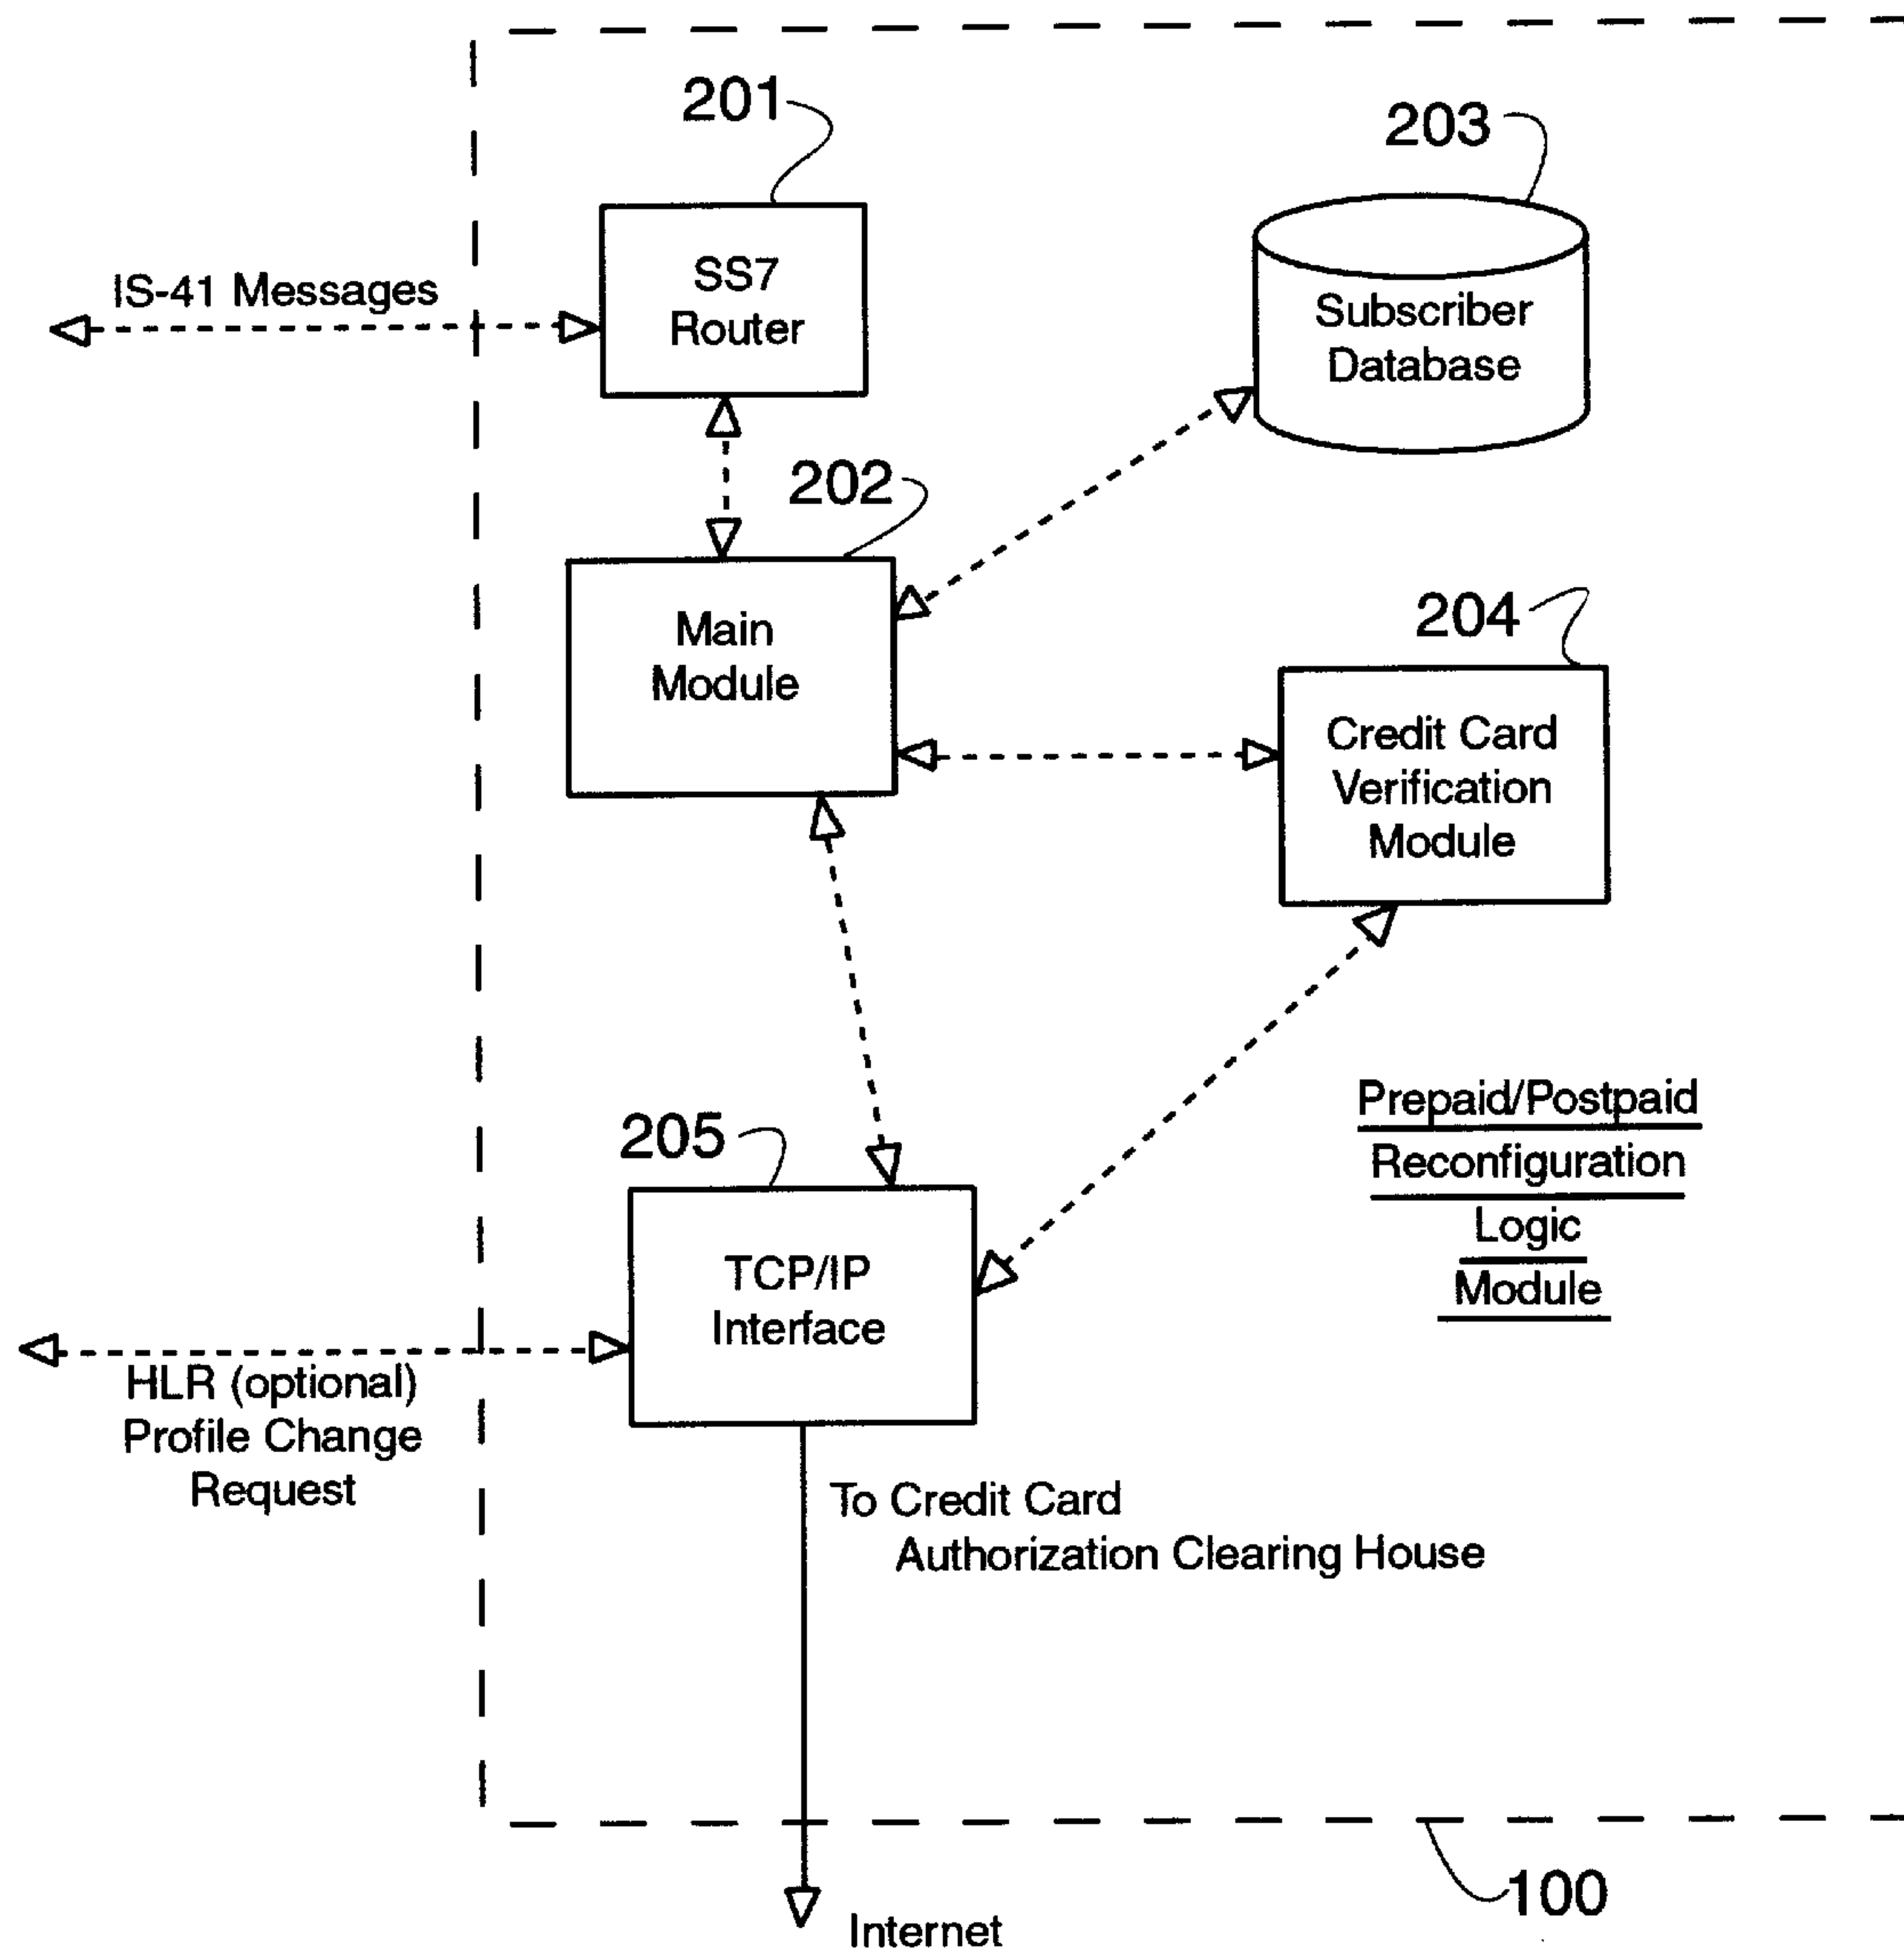 201
203
SS7
Router
IS-41 Messages
Subscriber
Database
202
Main
Module
204
Credit Card
Verification
Module
Prepaid/Postpaid
Reconfiguration
Logic
Module
205
TCP/IP
Interface
HLR (optional)
Profile Change
Request
To Credit Card
Authorization Clearing House
100
Internet